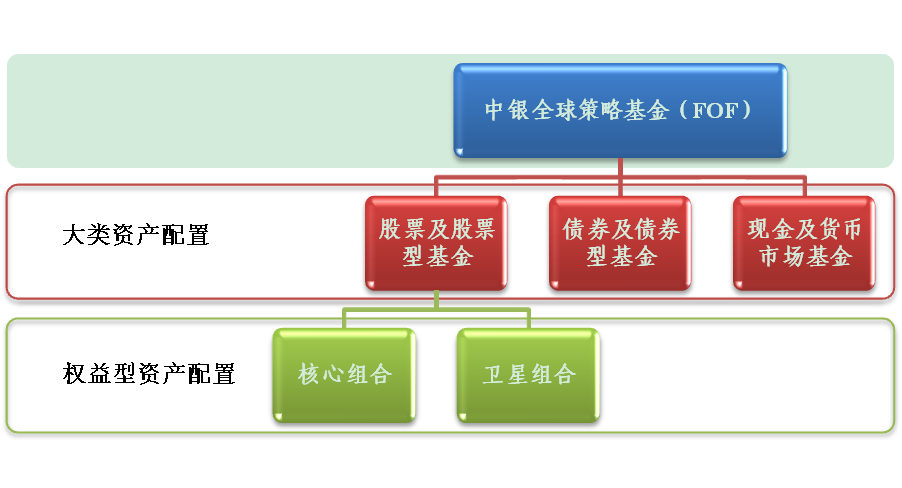 中银全球策略基金（FOF）
大类资产配置
股票及股票
型基金
债券及债券
型基金
现金及货币
市场基金
权益型资产配置
核心组合
卫星组合